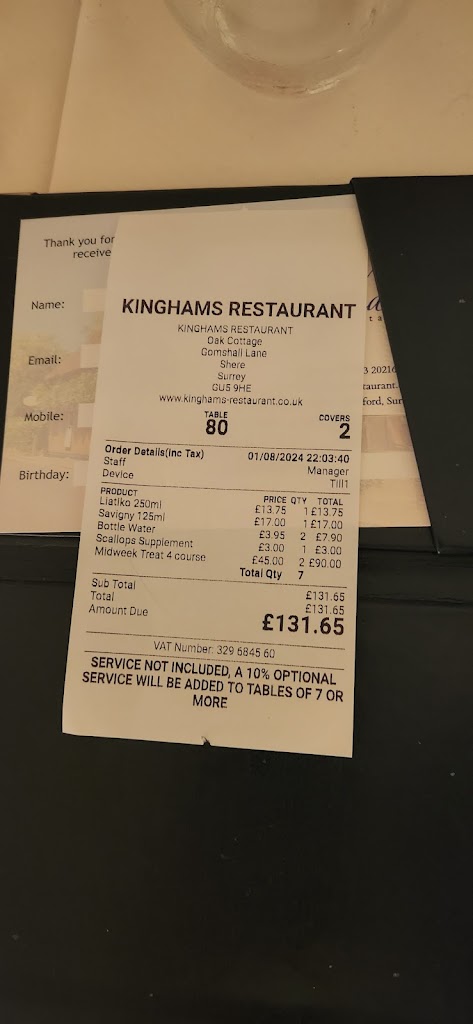 Thank you for
receive
Name:
Email:
Mobile:
Birthday:
KINGHAMS RESTAURANT
KINGHAMS RESTAURANT
Oak Cottage
Gomshall Lane
Shere
Surrey
GU5 9HE
www.kinghams-restaurant.co.uk
TABLE COVERS
80 2
Order Details(inc Tax) 01/08/2024 22:03:40
Staff Manager
Device Till1
PRODUCT PRICE QTY TOTAL
Liatiko 250ml £13.75 1 £13.75
Savigny 125ml £17.00 1 £17.00
Bottle Water £3.95 2 £7.90
Scallops Supplement £3.00 1 £3.00
Midweek Treat 4 course £45.00 2 £90.00
Total Qty 7
Sub Total £131.65
Total £131.65
Amount Due £131.65
VAT Number: 329 6845 60
SERVICE NOT INCLUDED, A 10% OPTIONAL
SERVICE WILL BE ADDED TO TABLES OF 7 OR
MORE
3 2021
taurant.
ford, Sur